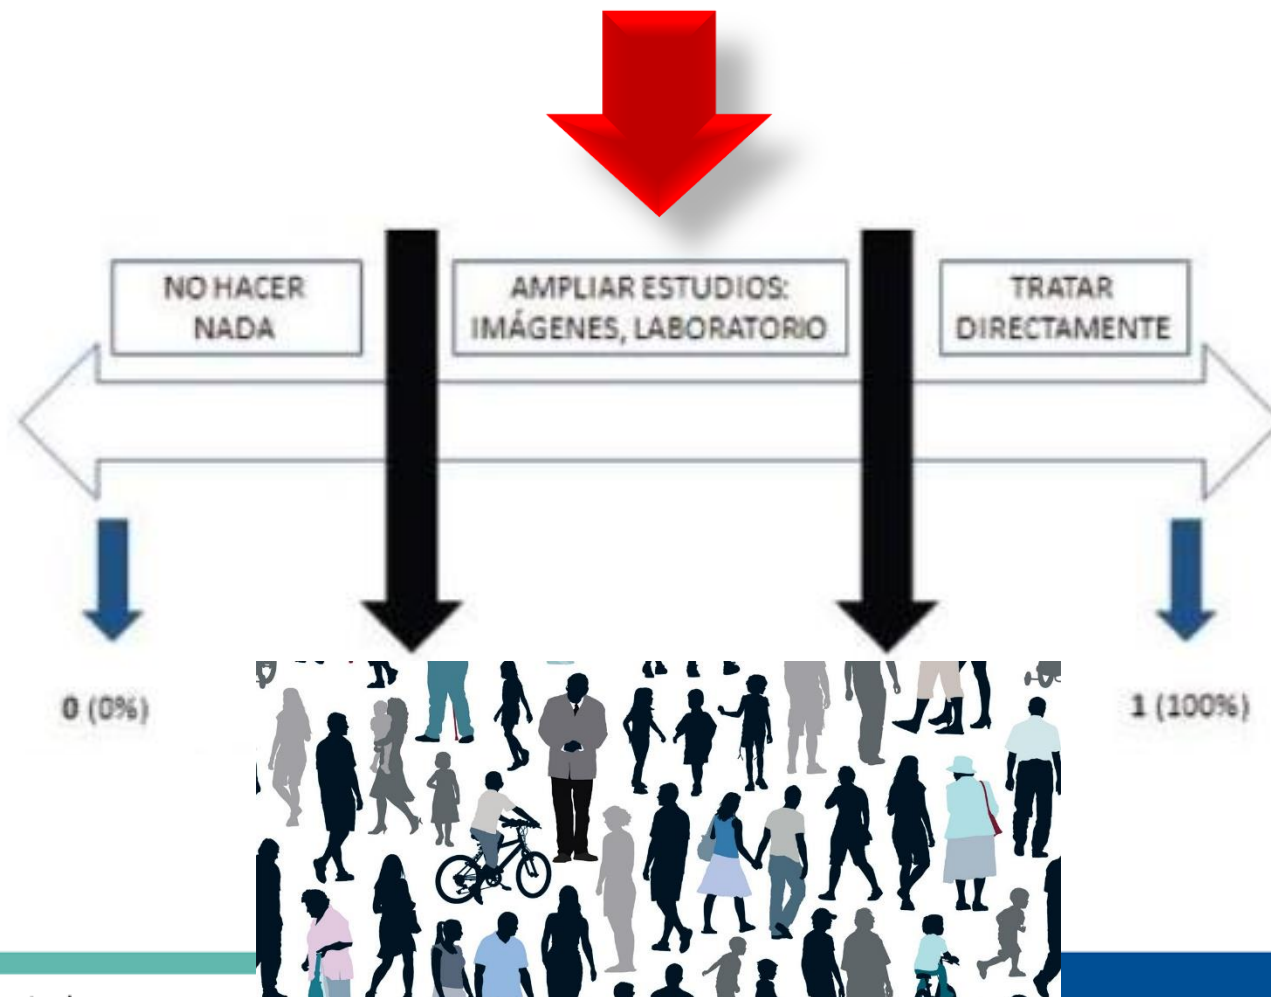 NO HACER
NADA
AMPLIAR ESTUDIOS:
IMÁGENES, LABORATORIO
TRATAR
DIRECTAMENTE
0 (0%)
1 (100%)